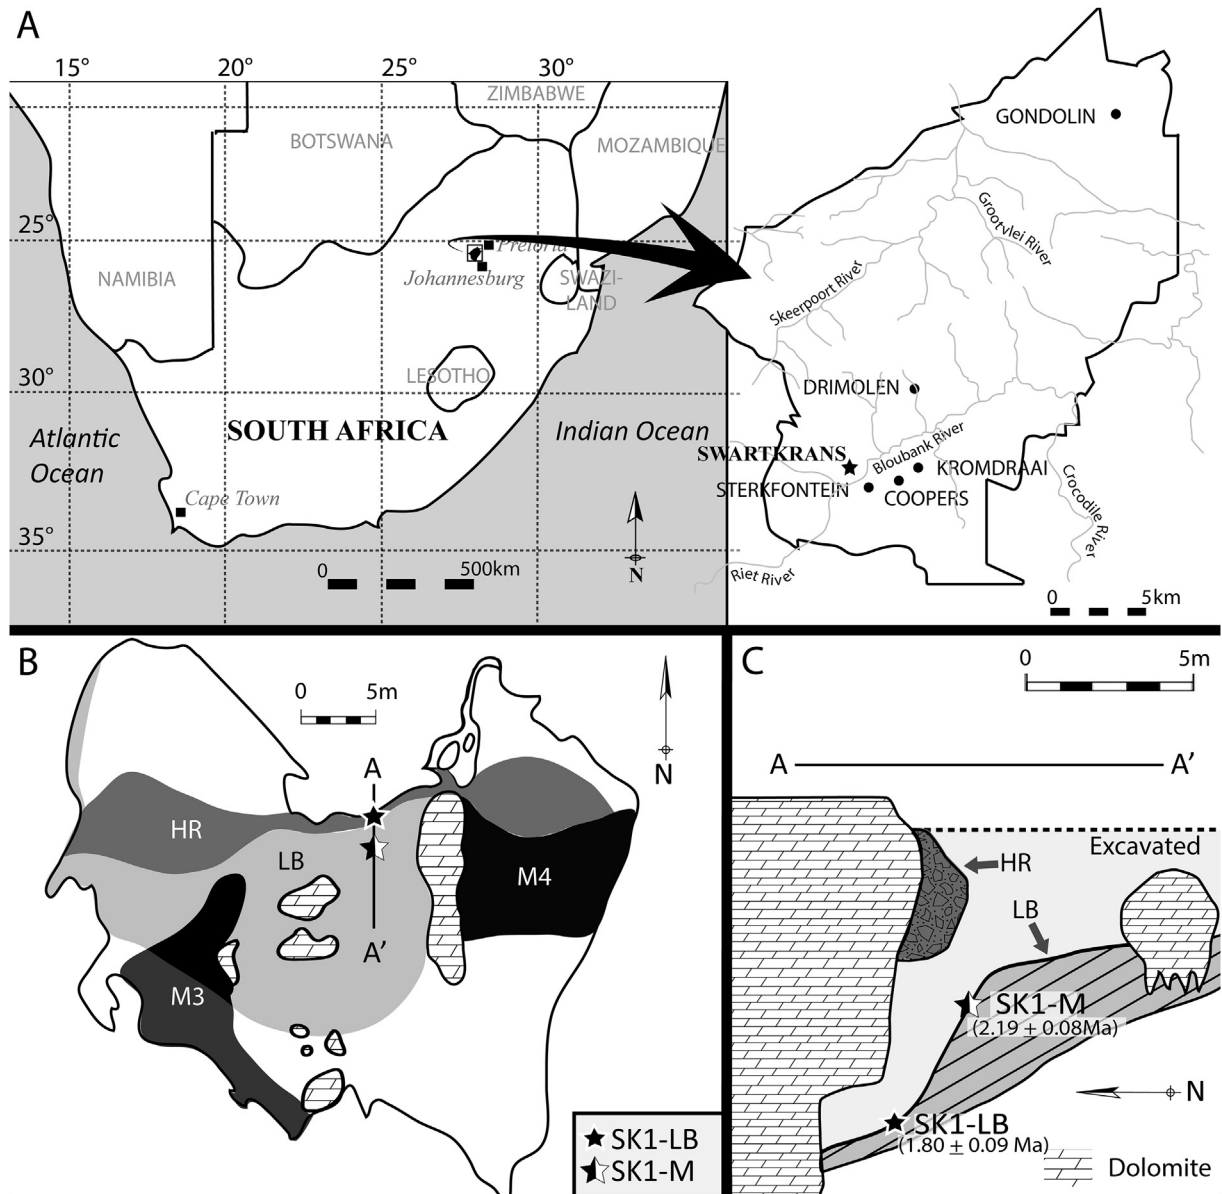 A
15°
20°
25°
30°
ZIMBABWE
BOTSWANA
MOZAMBIQUE
25°
Pretoria
NAMIBIA
Johannesburg
SWAZI-
LAND
30°
LESOTHO
SOUTH AFRICA
Atlantic
Ocean
Indian Ocean
Cape Town
35°
0
500km
N
GONDOLIN
Grootvlei River
Skeerpoort River
DRIMOLEN
Bloubank River
SWARTKRANS
KROMDRAAI
STERKFONTEIN
COOPERS
Crocodile River
Riet River
0
5km
B
0
5m
N
A
HR
LB
M4
A’
M3
SK1-LB
SK1-M
C
0
5m
A
A’
Excavated
HR
LB
SK1-M
(2.19 ± 0.08Ma)
N
SK1-LB
(1.80 ± 0.09 Ma)
Dolomite